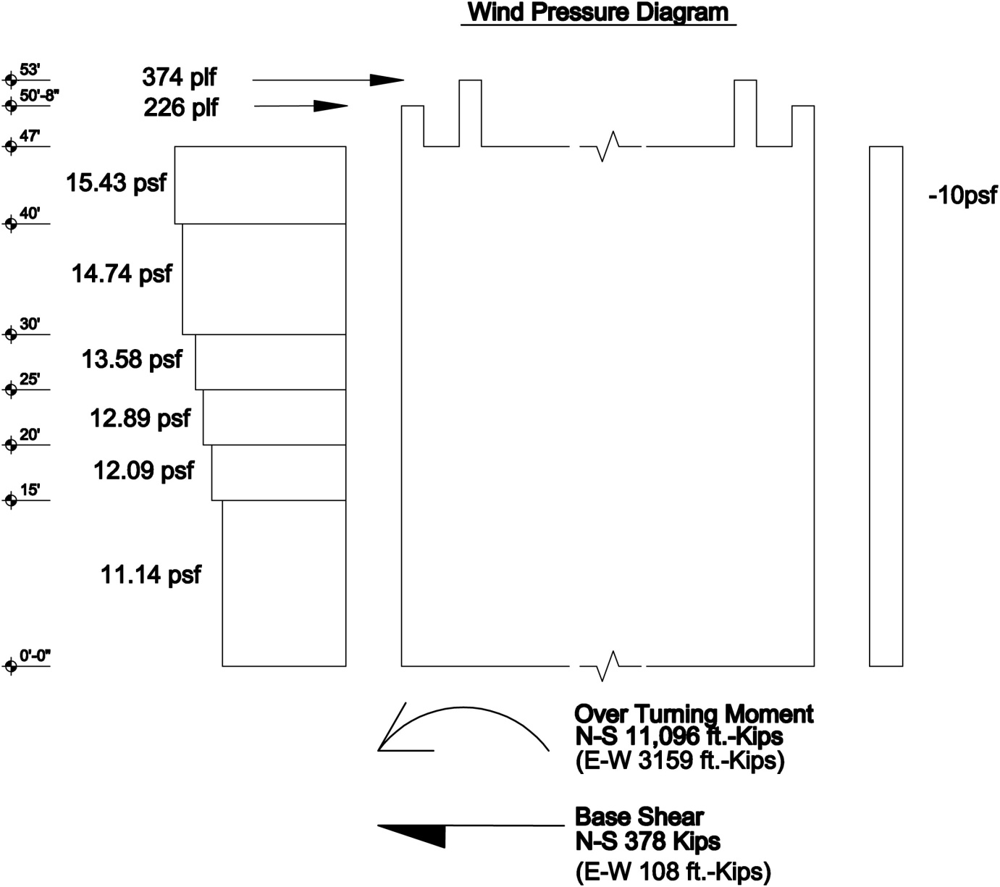 Wind Pressure Diagram
53'
374 plf
50'-8"
226 plf
47'
15.43 psf
-10psf
40'
14.74 psf
30'
13.58 psf
25'
12.89 psf
20'
12.09 psf
15'
11.14 psf
0'-0"
Over Turning Moment
N-S 11,096 ft.-Kips
(E-W 3159 ft.-Kips)
Base Shear
N-S 378 Kips
(E-W 108 ft.-Kips)